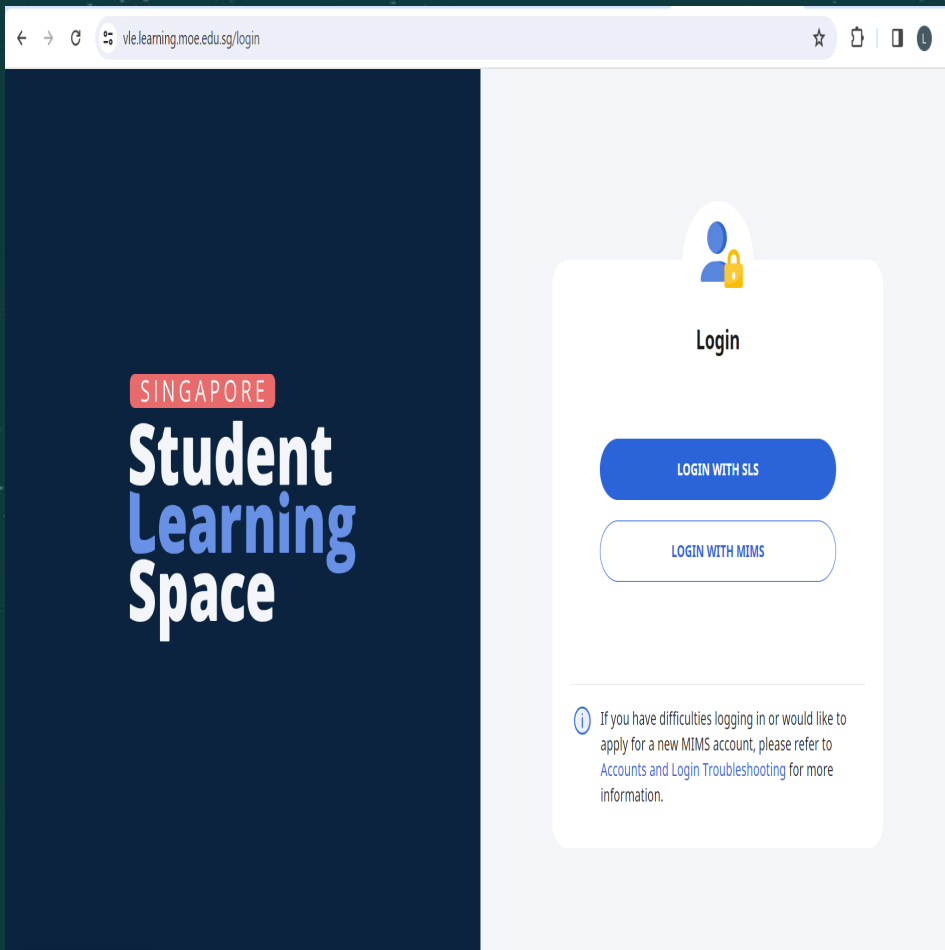 vle.learning.moe.edu.sg/login
L
SINGAPORE
Student
Learning
Space
Login
LOGIN WITH SLS
LOGIN WITH MIMS
If you have difficulties logging in or would like to
apply for a new MIMS account, please refer to
Accounts and Login Troubleshooting for more
information.